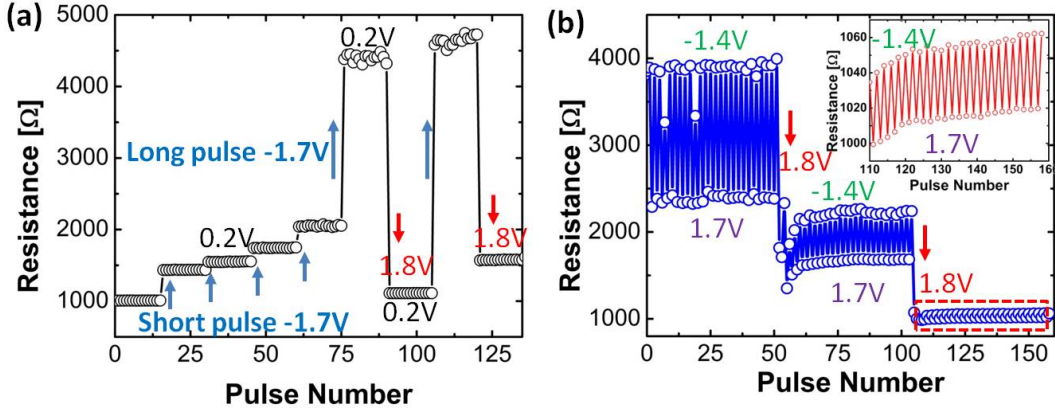 (a)
5000
4000
3000
2000
1000
Resistance [Ω]
0.2V
Long pulse -1.7V
0.2V
1.8V
1.8V
Short pulse -1.7V
0.2V
0
25
50
75
100
125
Pulse Number
(b)
4000
3000
2000
1000
Resistance [Ω]
-1.4V
1.8V
1.7V
-1.4V
1.7V
1.8V
0
25
50
75
100
125
150
Pulse Number
1060
1040
1020
1000
Resistance [Ω]
1.7V
110
120
130
140
150
160
Pulse Number